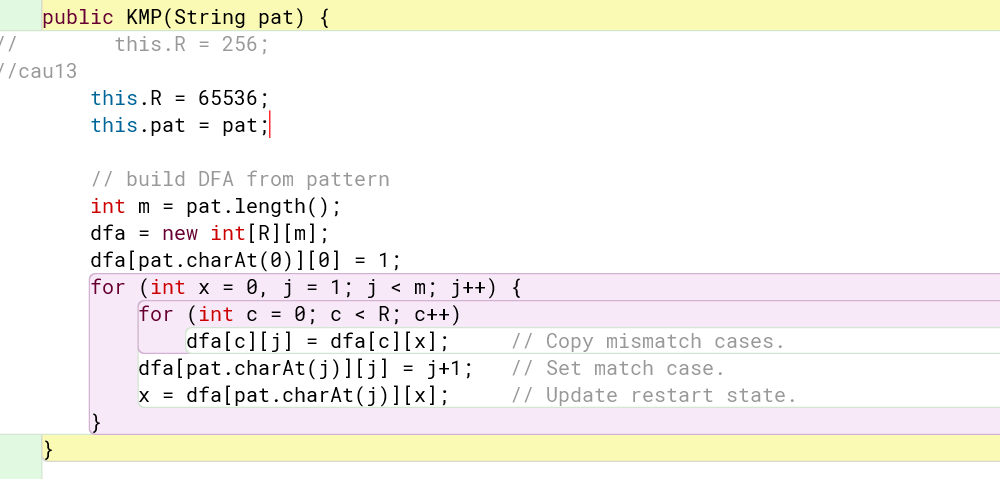 public KMP(String pat) {
//        this.R = 256;
//cau13
this.R = 65536;
this.pat = pat;
// build DFA from pattern
int m = pat.length();
dfa = new int[R][m];
dfa[pat.charAt(0)][0] = 1;
for (int x = 0, j = 1; j < m; j++) {
for (int c = 0; c < R; c++)
dfa[c][j] = dfa[c][x];     // Copy mismatch cases.
dfa[pat.charAt(j)][j] = j+1;   // Set match case.
x = dfa[pat.charAt(j)][x];     // Update restart state.
}
}